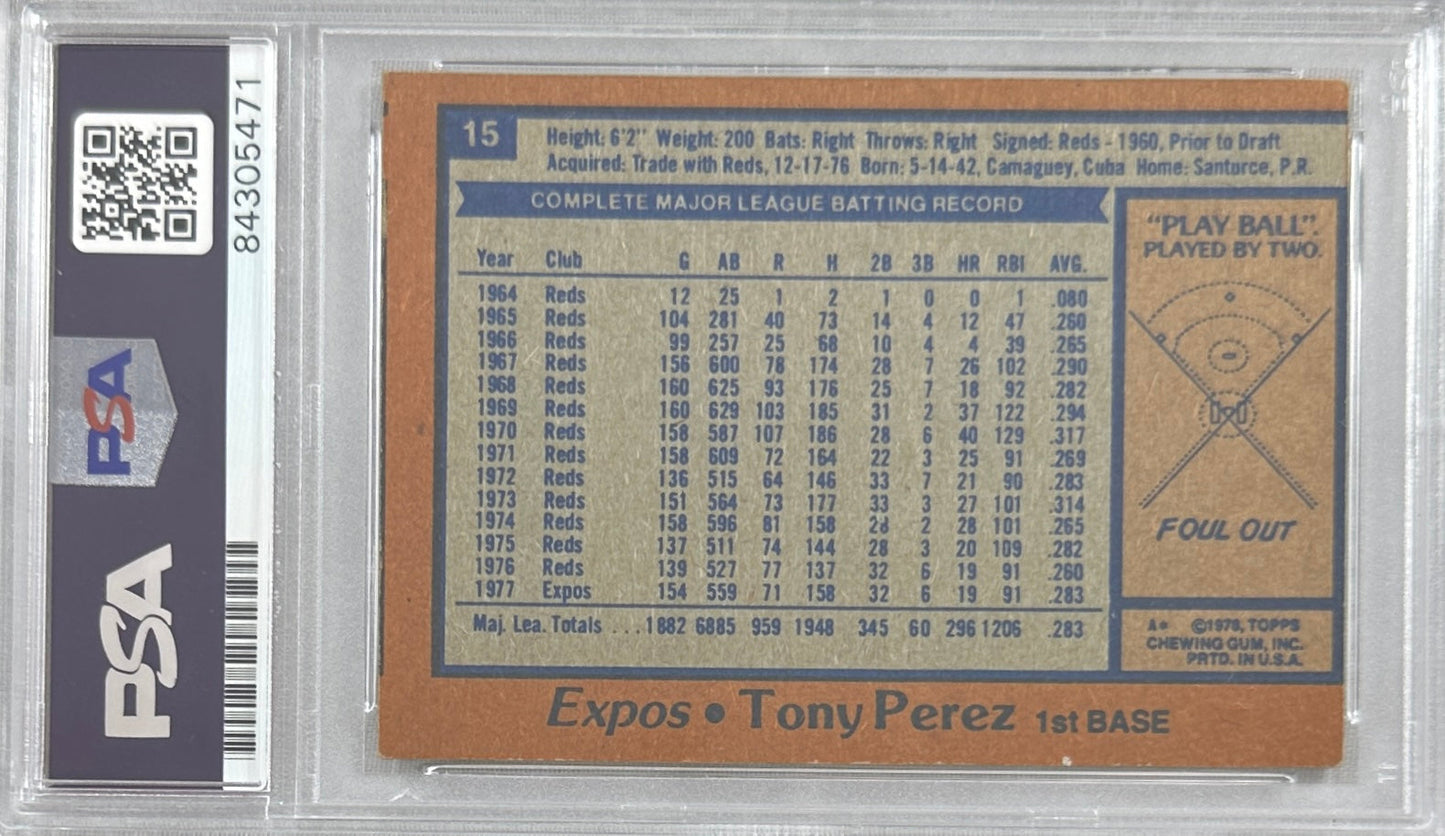 84305471
PSA
PSA
15
Height: 6'2" Weight: 200 Bats: Right Throws: Right Signed: Reds - 1960, Prior to Draft
Acquired: Trade with Reds, 12-17-76 Born: 5-14-42, Camaguey, Cuba Home: Santurce, P.R.
COMPLETE MAJOR LEAGUE BATTING RECORD
Year Club G AB R H 2B 3B HR RBI AVG.
1964 Reds 12 25 1 2 1 0 0 1 .080
1965 Reds 104 281 40 73 14 4 12 47 .260
1966 Reds 99 257 25 68 10 4 4 39 .265
1967 Reds 156 600 78 174 28 7 26 102 .290
1968 Reds 160 625 93 176 25 7 18 92 .282
1969 Reds 160 629 103 185 31 2 37 122 .294
1970 Reds 158 587 107 186 28 6 40 129 .317
1971 Reds 158 609 72 164 22 3 25 91 .269
1972 Reds 136 515 64 146 33 7 21 90 .283
1973 Reds 151 564 73 177 33 3 27 101 .314
1974 Reds 158 596 81 158 28 2 28 101 .265
1975 Reds 137 511 74 144 28 3 20 109 .282
1976 Reds 139 527 77 137 32 6 19 91 .260
1977 Expos 154 559 71 158 32 6 19 91 .283
Maj. Lea. Totals ...1882 6885 959 1948 345 60 296 1206 .283
"PLAY BALL".
PLAYED BY TWO.
FOUL OUT
A* ©1978, TOPPS
CHEWING GUM, INC.
PRTD. IN U.S.A.
Expos • Tony Perez 1st BASE